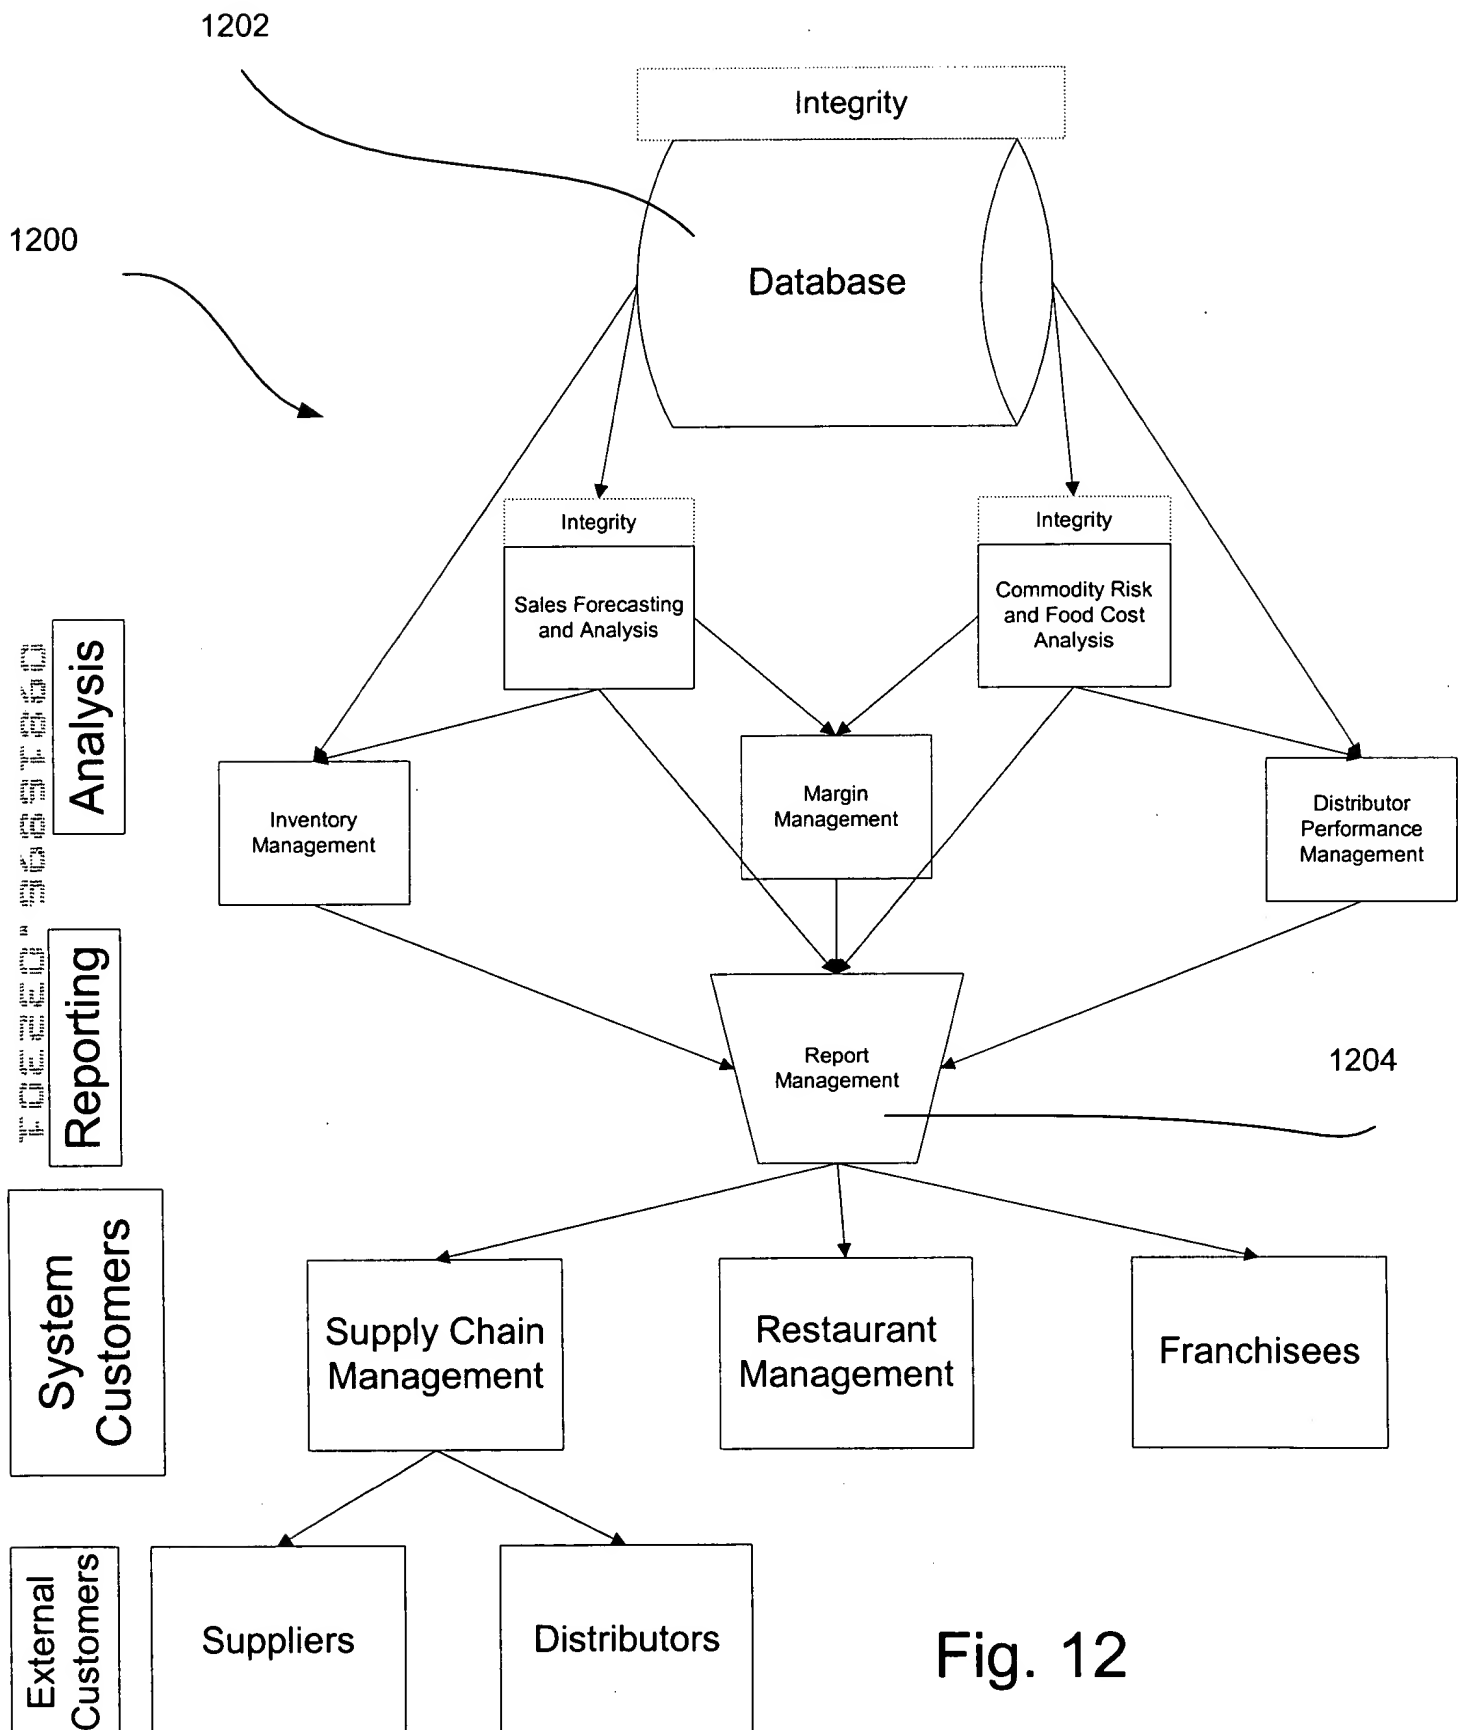 1202
Integrity
1200
Database
Integrity
Integrity
Sales Forecasting
and Analysis
Commodity Risk
and Food Cost
Analysis
Analysis
Inventory
Management
Margin
Management
Distributor
Performance
Management
Reporting
Report
Management
1204
System
Customers
Supply Chain
Management
Restaurant
Management
Franchisees
External
Customers
Suppliers
Distributors
Fig. 12